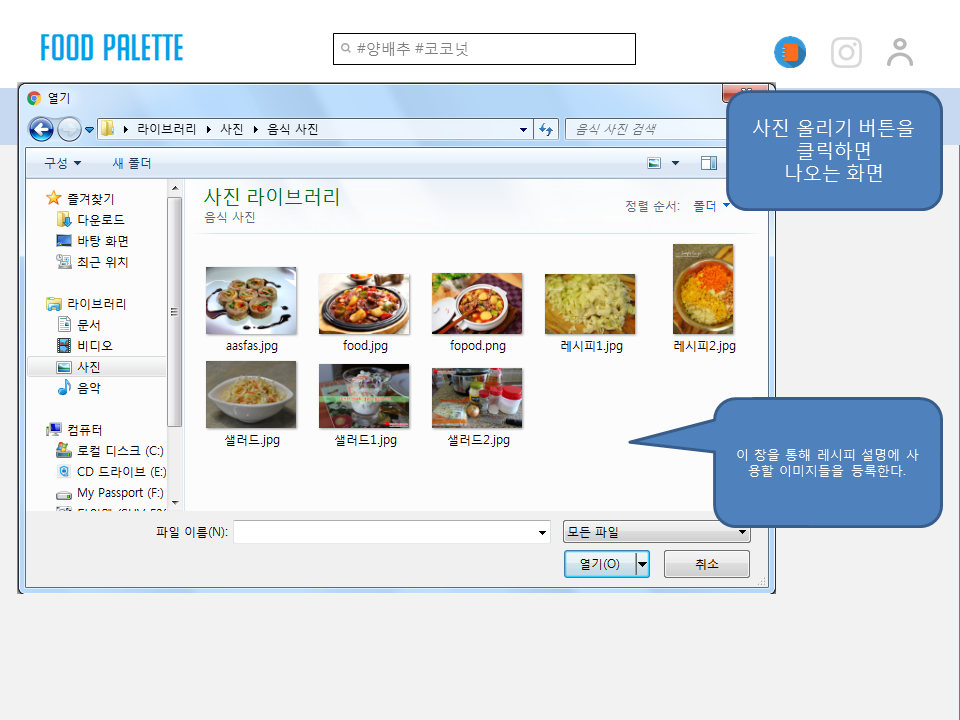 FOOD PALETTE
#양배추 #코코넛
열기
라이브러리 사진 음식 사진
음식 사진 검색
사진 올리기 버튼을
클릭하면
나오는 화면
구성 새 폴더
즐겨찾기
다운로드
바탕 화면
최근 위치
라이브러리
문서
비디오
사진
음악
컴퓨터
로컬 디스크 (C:)
CD 드라이브 (E:)
My Passport (F:)
사진 라이브러리
음식 사진
정렬 순서: 폴더
aasfas.jpg
food.jpg
fopod.png
레시피1.jpg
레시피2.jpg
샐러드.jpg
샐러드1.jpg
샐러드2.jpg
이 창을 통해 레시피 설명에 사
용할 이미지들을 등록한다.
파일 이름(N):
모든 파일
열기(O)
취소